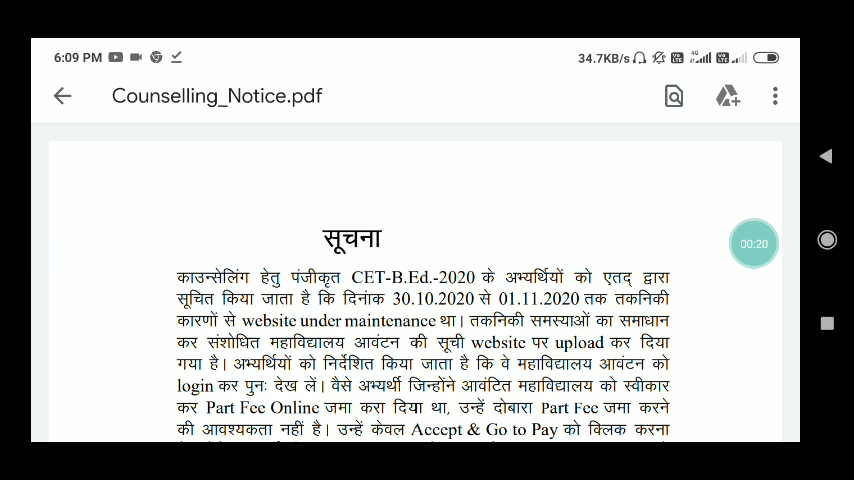 6:09 PM
34.7KB/s
4G
Counselling_Notice.pdf
सूचना
00:20
काउन्सेलिंग हेतु पंजीकृत CET-B.Ed.-2020 के अभ्यर्थियों को एतद् द्वारा
सूचित किया जाता है कि दिनांक 30.10.2020 से 01.11.2020 तक तकनिकी
कारणों से website under maintenance था। तकनिकी समस्याओं का समाधान
कर संशोधित महाविद्यालय आवंटन की सूची website पर upload कर दिया
गया है। अभ्यर्थियों को निर्देशित किया जाता है कि वे महाविद्यालय आवंटन को
login कर पुनः देख लें। वैसे अभ्यर्थी जिन्होंने आवंटित महाविद्यालय को स्वीकार
कर Part Fee Online जमा करा दिया था, उन्हें दोबारा Part Fee जमा करने
की आवश्यकता नहीं है। उन्हें केवल Accept & Go to Pay को क्लिक करना